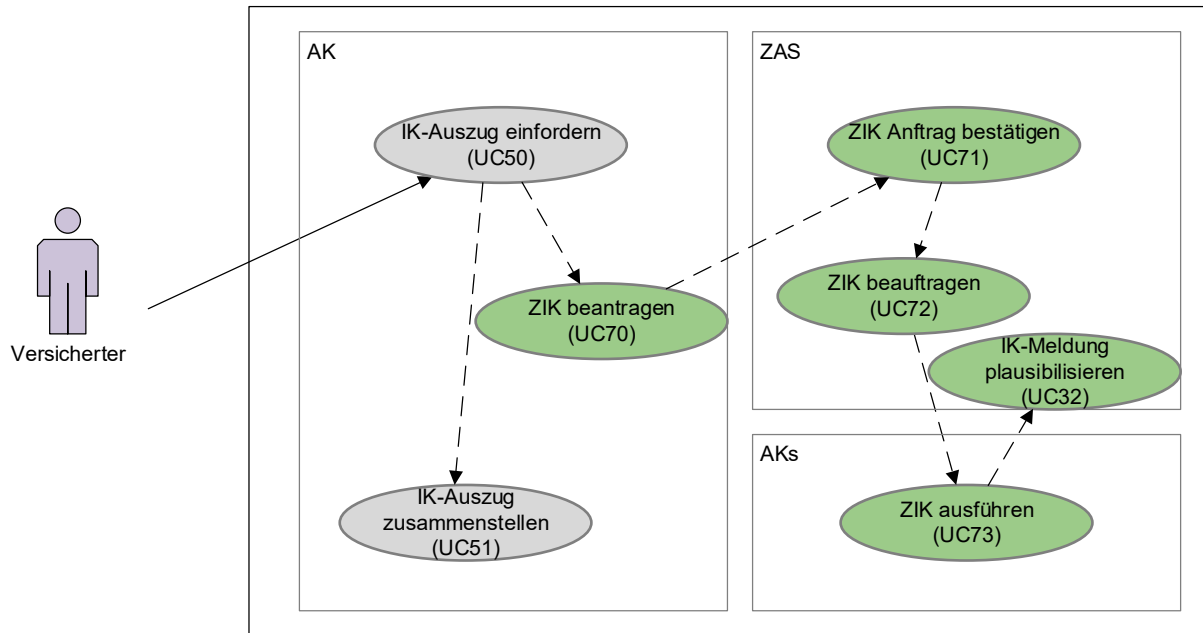 AK
IK-Auszug einfordern
(UC50)
ZIK beantragen
(UC70)
IK-Auszug
zusammenstellen
(UC51)
Versicherter
ZAS
ZIK Anftrag bestätigen
(UC71)
ZIK beauftragen
(UC72)
IK-Meldung
plausibilisieren
(UC32)
AKs
ZIK ausführen
(UC73)